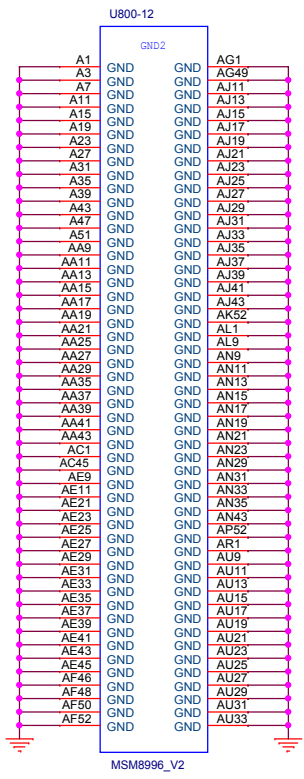 U800-12
GND2
A1 GND GND AG1
A3 GND GND AG49
A7 GND GND AJ11
A11 GND GND AJ13
A15 GND GND AJ15
A19 GND GND AJ17
A23 GND GND AJ19
A27 GND GND AJ21
A31 GND GND AJ23
A35 GND GND AJ25
A39 GND GND AJ27
A43 GND GND AJ29
A47 GND GND AJ31
A51 GND GND AJ33
AA9 GND GND AJ35
AA11 GND GND AJ37
AA13 GND GND AJ39
AA15 GND GND AJ41
AA17 GND GND AJ43
AA19 GND GND AK52
AA21 GND GND AL1
AA25 GND GND AL9
AA27 GND GND AN9
AA29 GND GND AN11
AA35 GND GND AN13
AA37 GND GND AN15
AA39 GND GND AN17
AA41 GND GND AN19
AA43 GND GND AN21
AC1 GND GND AN23
AC45 GND GND AN29
AE9 GND GND AN31
AE11 GND GND AN33
AE21 GND GND AN35
AE23 GND GND AN43
AE25 GND GND AP52
AE27 GND GND AR1
AE29 GND GND AU9
AE31 GND GND AU11
AE33 GND GND AU13
AE35 GND GND AU15
AE37 GND GND AU17
AE39 GND GND AU19
AE41 GND GND AU21
AE43 GND GND AU23
AE45 GND GND AU25
AF46 GND GND AU27
AF48 GND GND AU29
AF50 GND GND AU31
AF52 GND GND AU33
MSM8996_V2